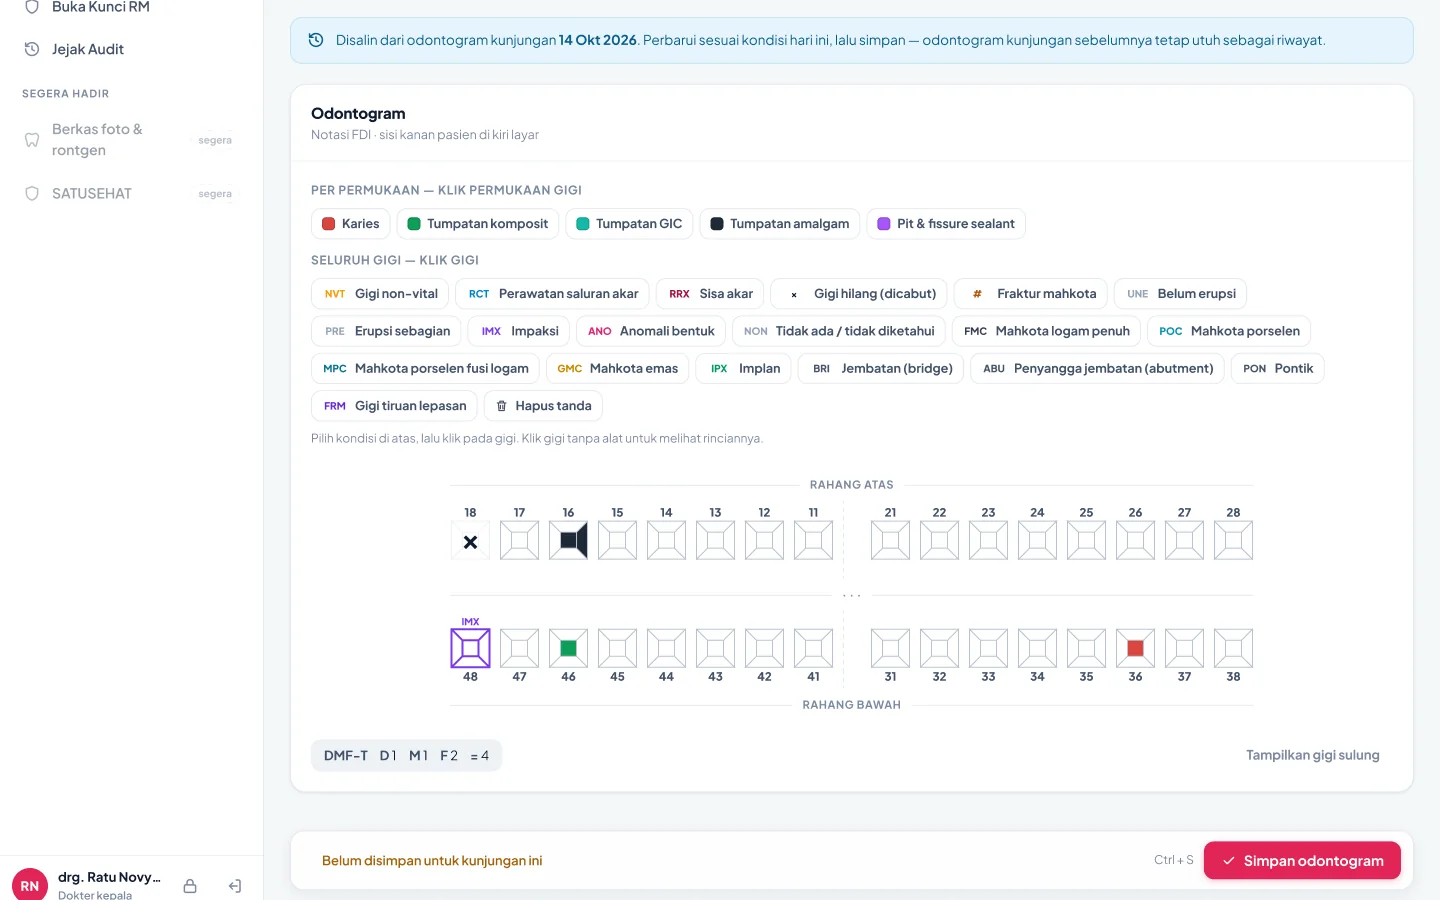 Buka Kunci RM
Jejak Audit
SEGERA HADIR
Berkas foto &
rontgen
segera
SATUSEHAT
segera
RN
drg. Ratu Novy...
Dokter kepala
Disalin dari odontogram kunjungan 14 Okt 2026. Perbarui sesuai kondisi hari ini, lalu simpan — odontogram kunjungan sebelumnya tetap utuh sebagai riwayat.
Odontogram
Notasi FDI · sisi kanan pasien di kiri layar
PER PERMUKAAN — KLIK PERMUKAAN GIGI
Karies Tumpatan komposit Tumpatan GIC Tumpatan amalgam Pit & fissure sealant
SELURUH GIGI — KLIK GIGI
NVT Gigi non-vital RCT Perawatan saluran akar RRX Sisa akar × Gigi hilang (dicabut) # Fraktur mahkota UNE Belum erupsi
PRE Erupsi sebagian IMX Impaksi ANO Anomali bentuk NON Tidak ada / tidak diketahui FMC Mahkota logam penuh POC Mahkota porselen
MPC Mahkota porselen fusi logam GMC Mahkota emas IPX Implan BRI Jembatan (bridge) ABU Penyangga jembatan (abutment) PON Pontik
FRM Gigi tiruan lepasan Hapus tanda
Pilih kondisi di atas, lalu klik pada gigi. Klik gigi tanpa alat untuk melihat rinciannya.
RAHANG ATAS
18 17 16 15 14 13 12 11 21 22 23 24 25 26 27 28
IMX
48 47 46 45 44 43 42 41 31 32 33 34 35 36 37 38
RAHANG BAWAH
DMF-T D 1 M 1 F 2 = 4
Tampilkan gigi sulung
Belum disimpan untuk kunjungan ini
Ctrl + S
Simpan odontogram